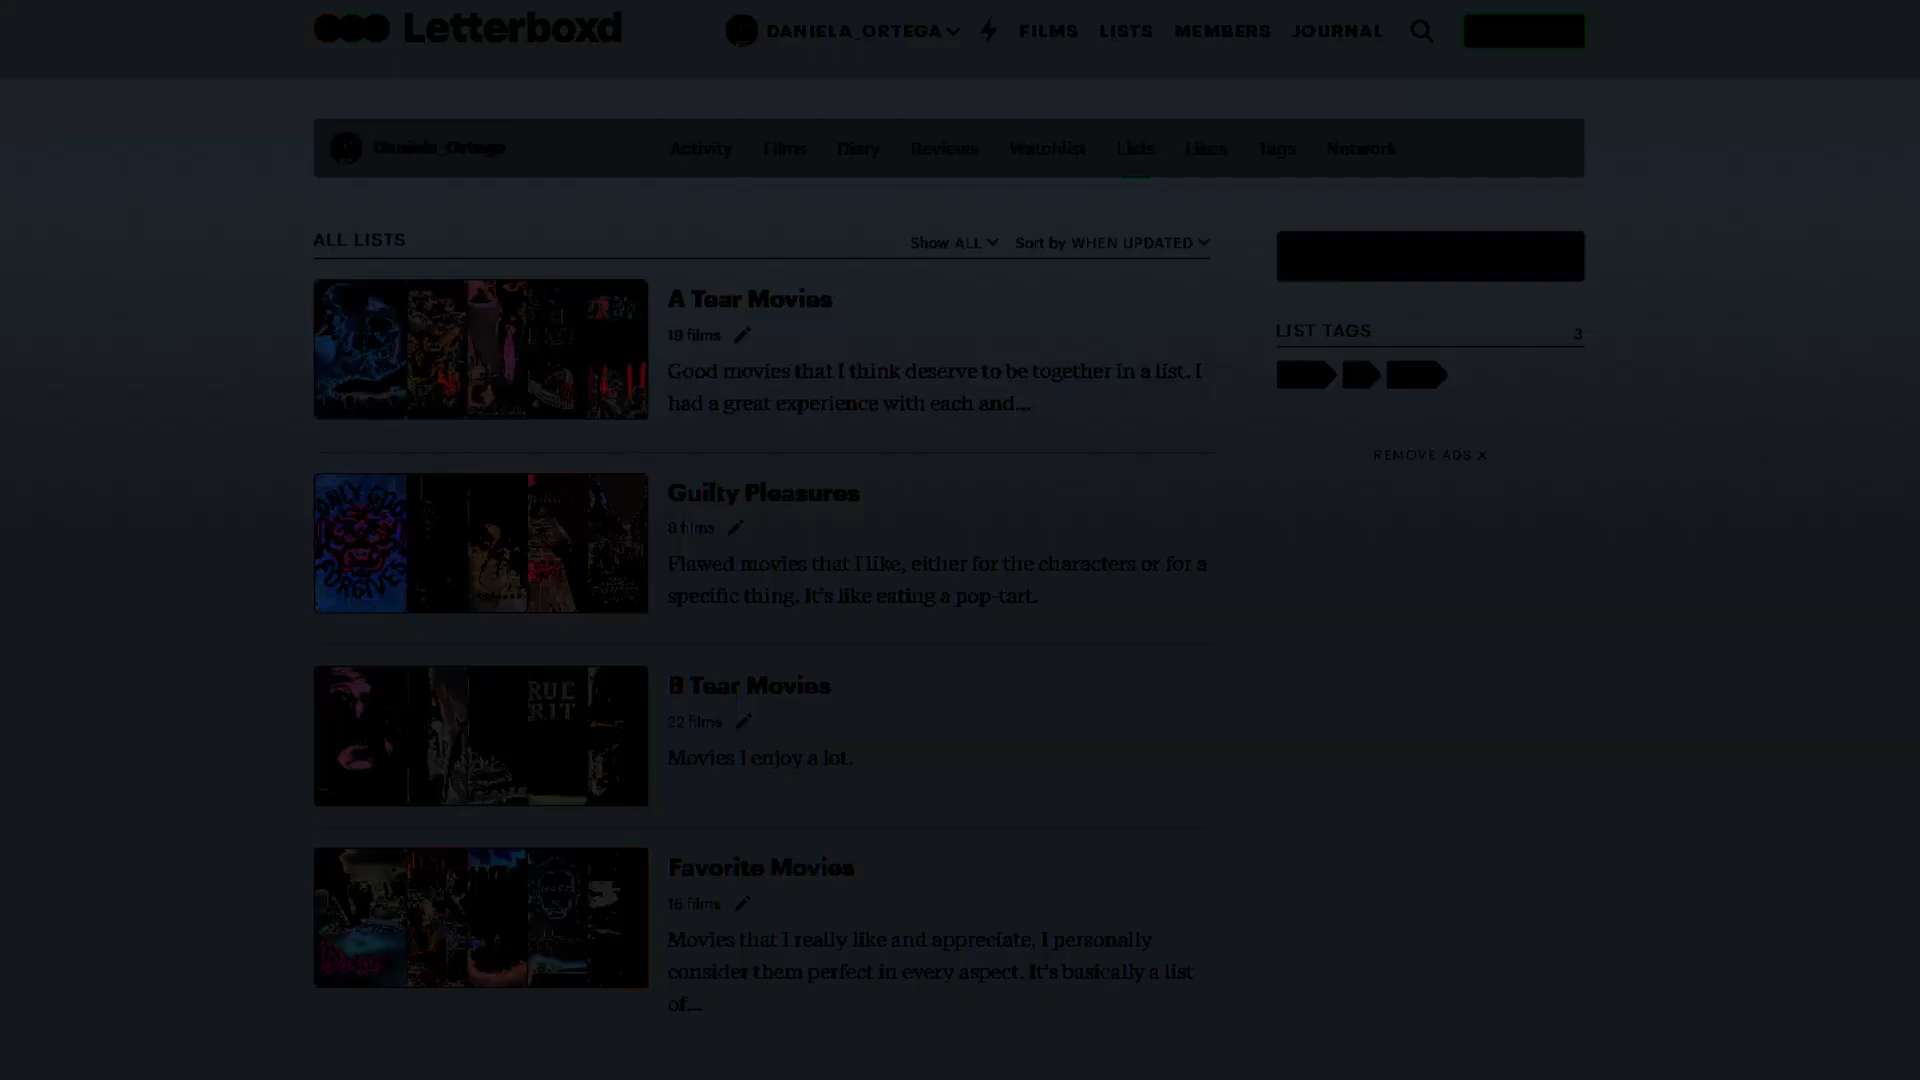 Letterboxd
DANIELA_ORTEGA FILMS LISTS MEMBERS JOURNAL
Daniela_Ortega Activity Films Diary Reviews Watchlist Lists Likes Tags Network
ALL LISTS Show ALL Sort by WHEN UPDATED
A Tear Movies
19 films
Good movies that I think deserve to be together in a list. I
had a great experience with each and...
Guilty Pleasures
8 films
Flawed movies that I like, either for the characters or for a
specific thing. It's like eating a pop-tart.
B Tear Movies
22 films
Movies I enjoy a lot.
Favorite Movies
16 films
Movies that I really like and appreciate, I personally
consider them perfect in every aspect. It's basically a list
of...
LIST TAGS 3
REMOVE ADS X